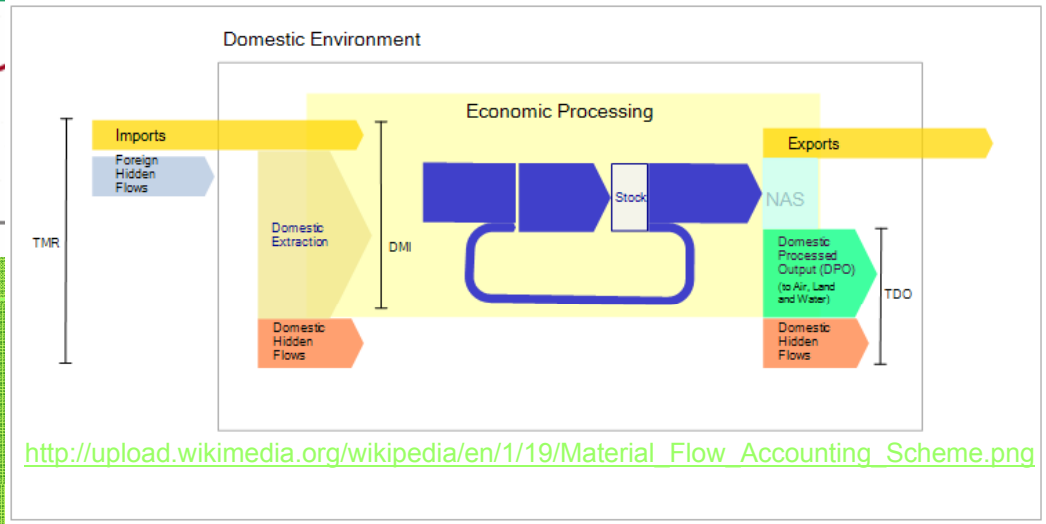 Domestic Environment
Economic Processing
Imports
Foreign
Hidden
Flows
TMR
Domestic
Extraction
DMI
Domestic
Hidden
Flows
Stock
Exports
NAS
Domestic
Processed
Output (DPO)
(to Air, Land
and Water)
TDO
Domestic
Hidden
Flows
http://upload.wikimedia.org/wikipedia/en/1/19/Material_Flow_Accounting_Scheme.png